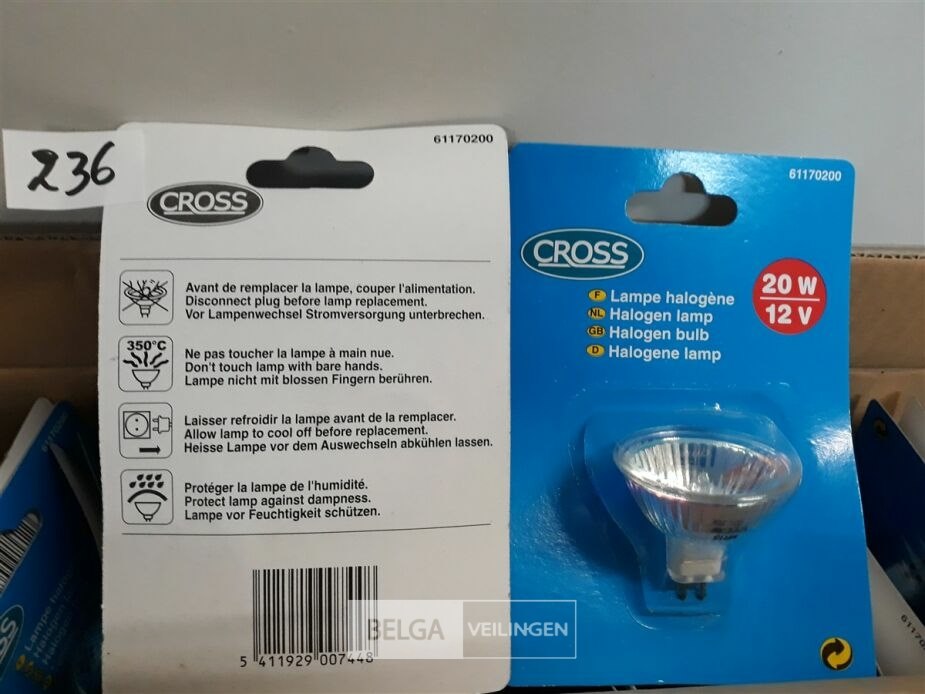 236
61170200
CROSS
Avant de remplacer la lampe, couper l'alimentation.
Disconnect plug before lamp replacement.
Vor Lampenwechsel Stromversorgung unterbrechen.
350°C
Ne pas toucher la lampe à main nue.
Don't touch lamp with bare hands.
Lampe nicht mit blossen Fingern berühren.
Laisser refroidir la lampe avant de la remplacer.
Allow lamp to cool off before replacement.
Heisse Lampe vor dem Auswechseln abkühlen lassen.
Protéger la lampe de l'humidité.
Protect lamp against dampness.
Lampe vor Feuchtigkeit schützen.
5 411929 007448
61170200
CROSS
20 W
12 V
F Lampe halogène
NL Halogen lamp
GB Halogen bulb
D Halogene lamp
BELGA VEILINGEN
61170200